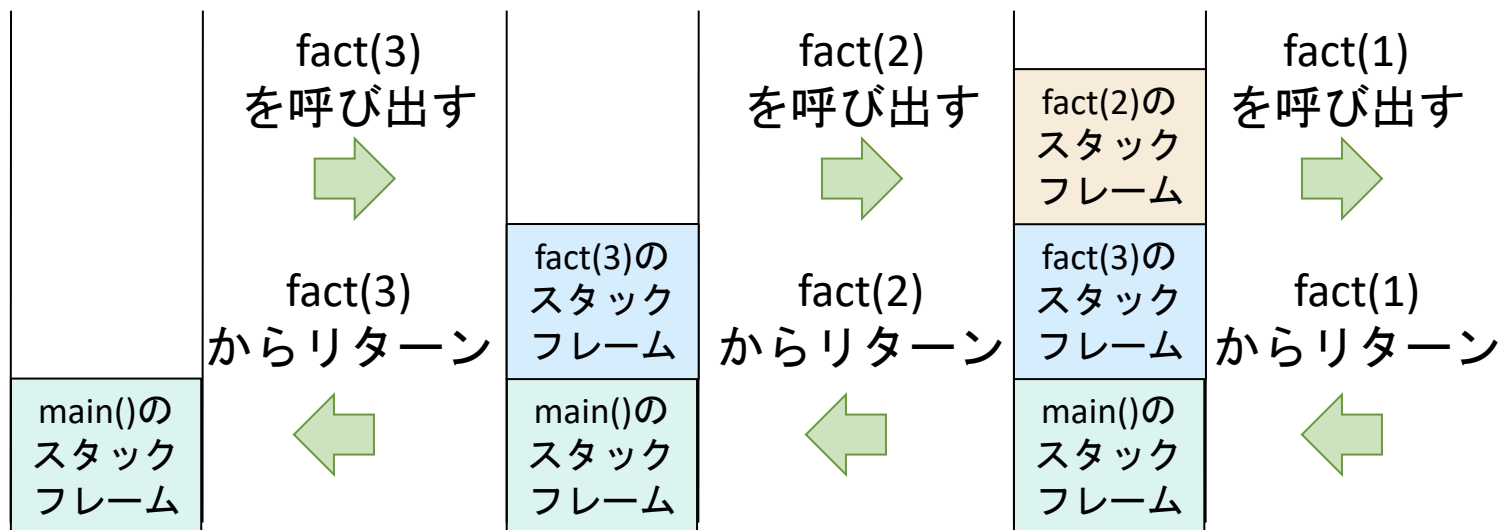 fact(3)
を呼び出す
fact(2)
を呼び出す
fact(1)
を呼び出す
fact(2)の
スタック
フレーム
fact(3)の
スタック
フレーム
fact(3)の
スタック
フレーム
fact(3)
からリターン
fact(2)
からリターン
fact(1)
からリターン
main()の
スタック
フレーム
main()の
スタック
フレーム
main()の
スタック
フレーム